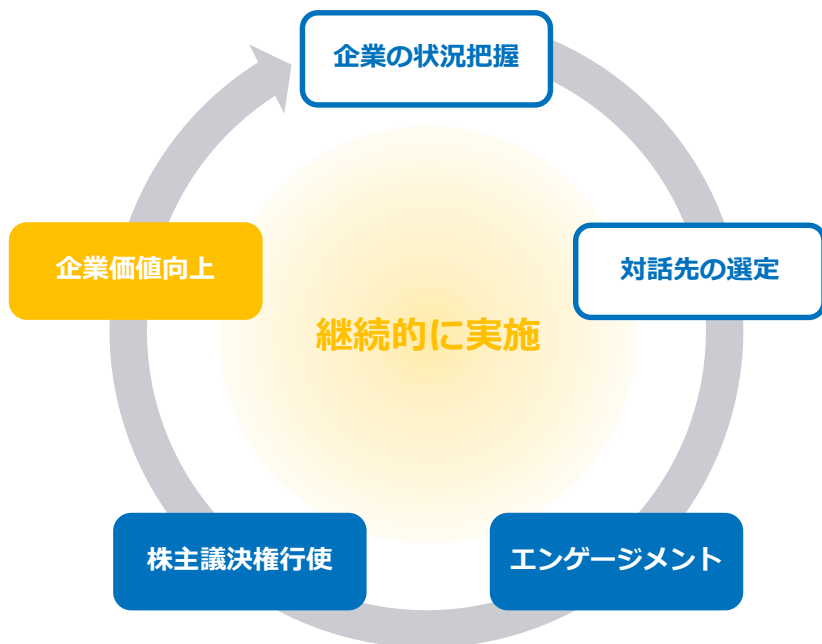 企業の状況把握
対話先の選定
エンゲージメント
株主議決権行使
企業価値向上
継続的に実施